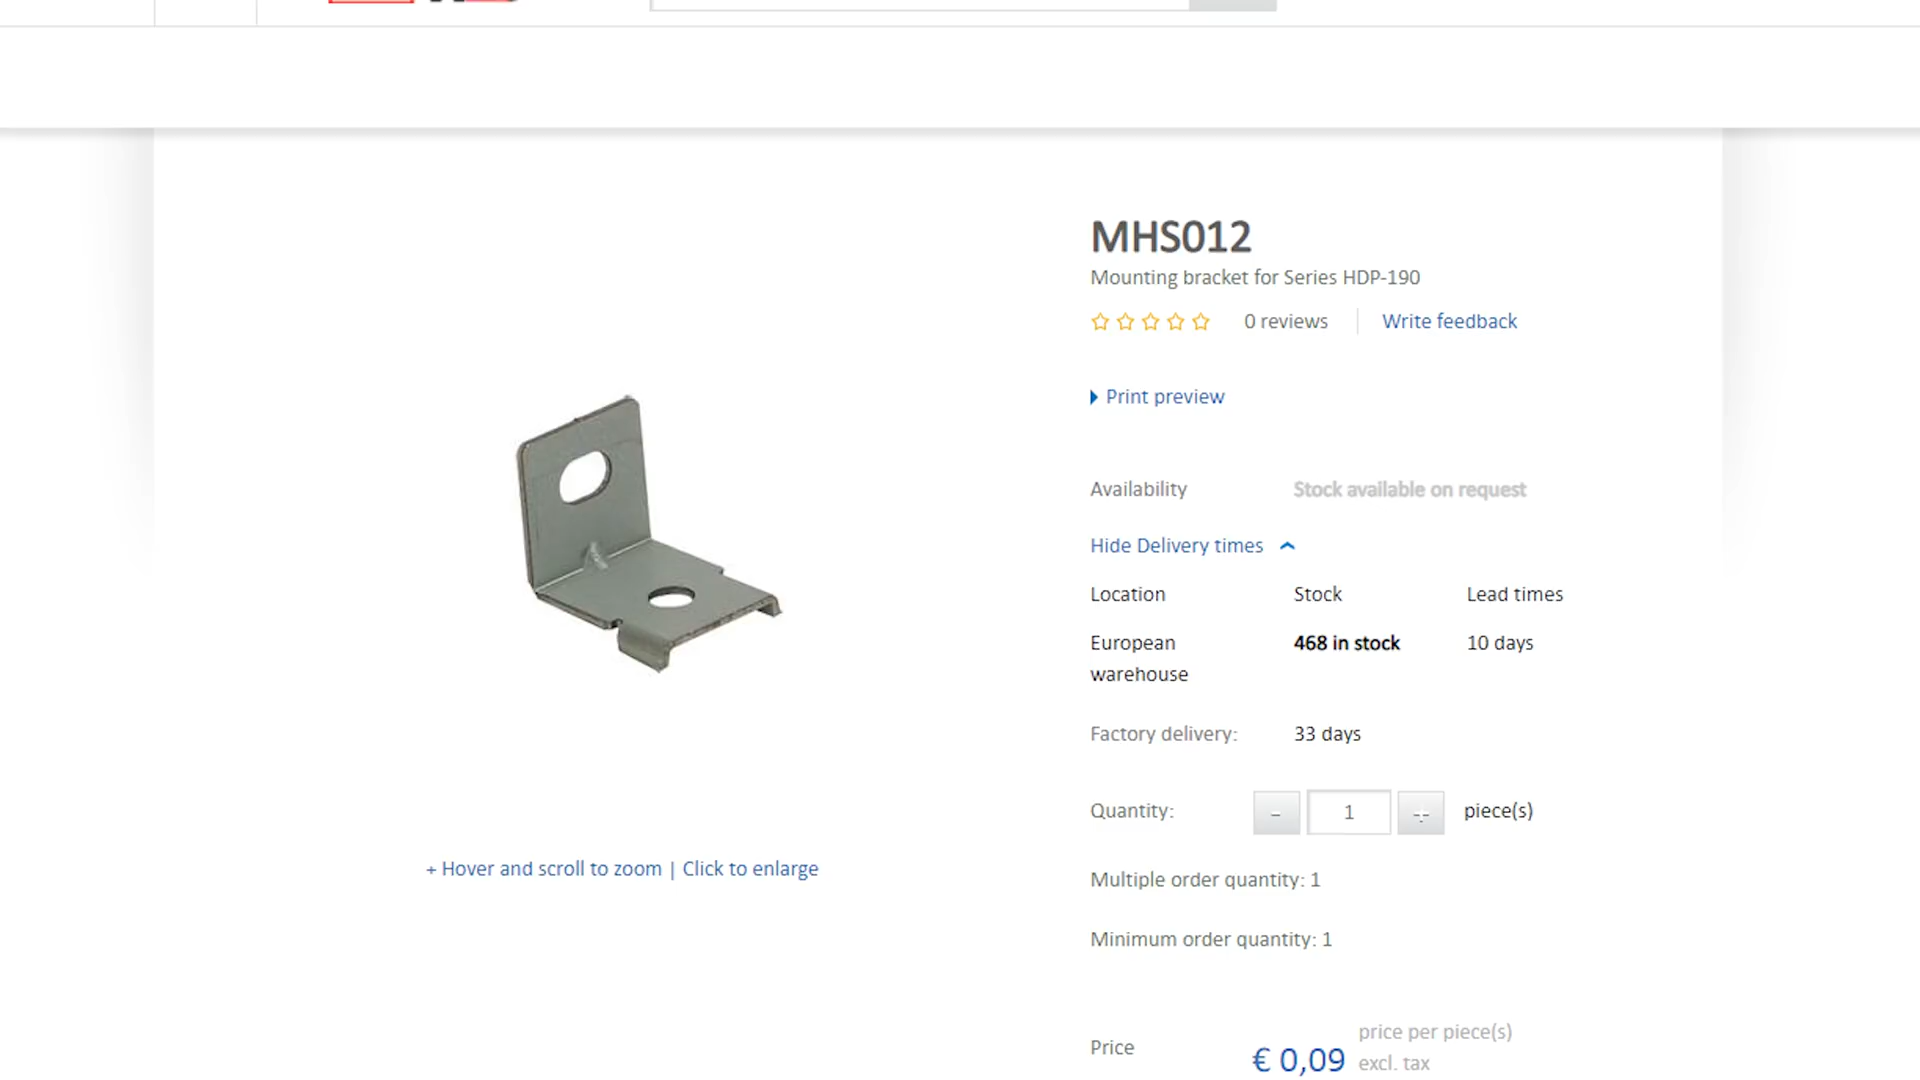 MHS012
Mounting bracket for Series HDP-190
0 reviews
Write feedback
Print preview
Availability
Stock available on request
Hide Delivery times
Location Stock Lead times
European warehouse 468 in stock 10 days
Factory delivery: 33 days
Quantity: - 1 + piece(s)
+ Hover and scroll to zoom | Click to enlarge
Multiple order quantity: 1
Minimum order quantity: 1
Price € 0,09 price per piece(s)
excl. tax